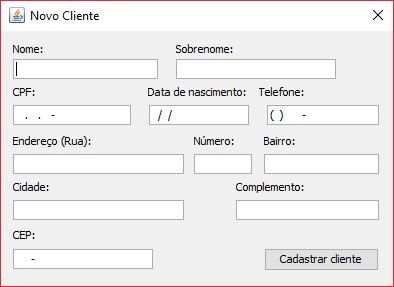 Novo Cliente
Nome: Sobrenome:
CPF: Data de nascimento: Telefone:
. . - / / ( ) -
Endereço (Rua): Número: Bairro:
Cidade: Complemento:
CEP:
- Cadastrar cliente